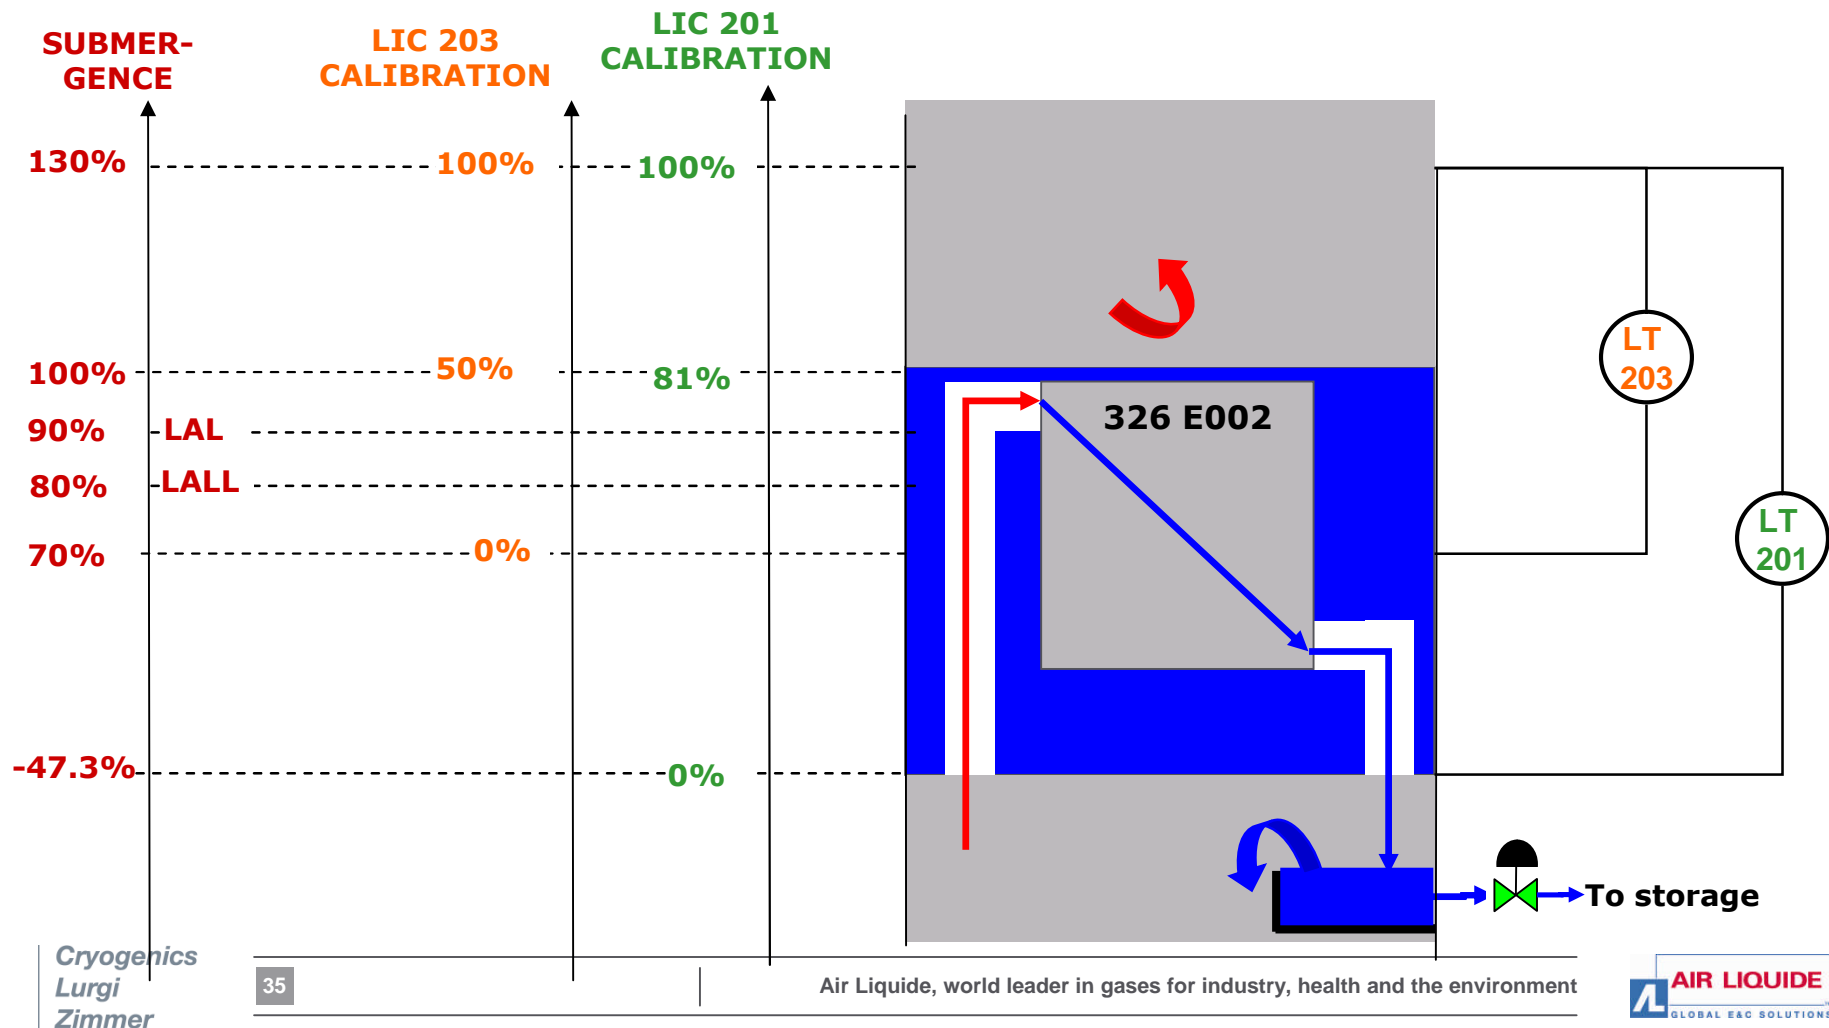 SUBMER-
GENCE
LIC 203
CALIBRATION
LIC 201
CALIBRATION
130%
100%
100%
100%
50%
81%
90%
LAL
80%
LALL
70%
0%
-47.3%
0%
326 E002
LT
203
LT
201
To storage
Cryogenics
Lurgi
Zimmer
35
Air Liquide, world leader in gases for industry, health and the environment
AL
AIR LIQUIDE
GLOBAL E&C SOLUTIONS